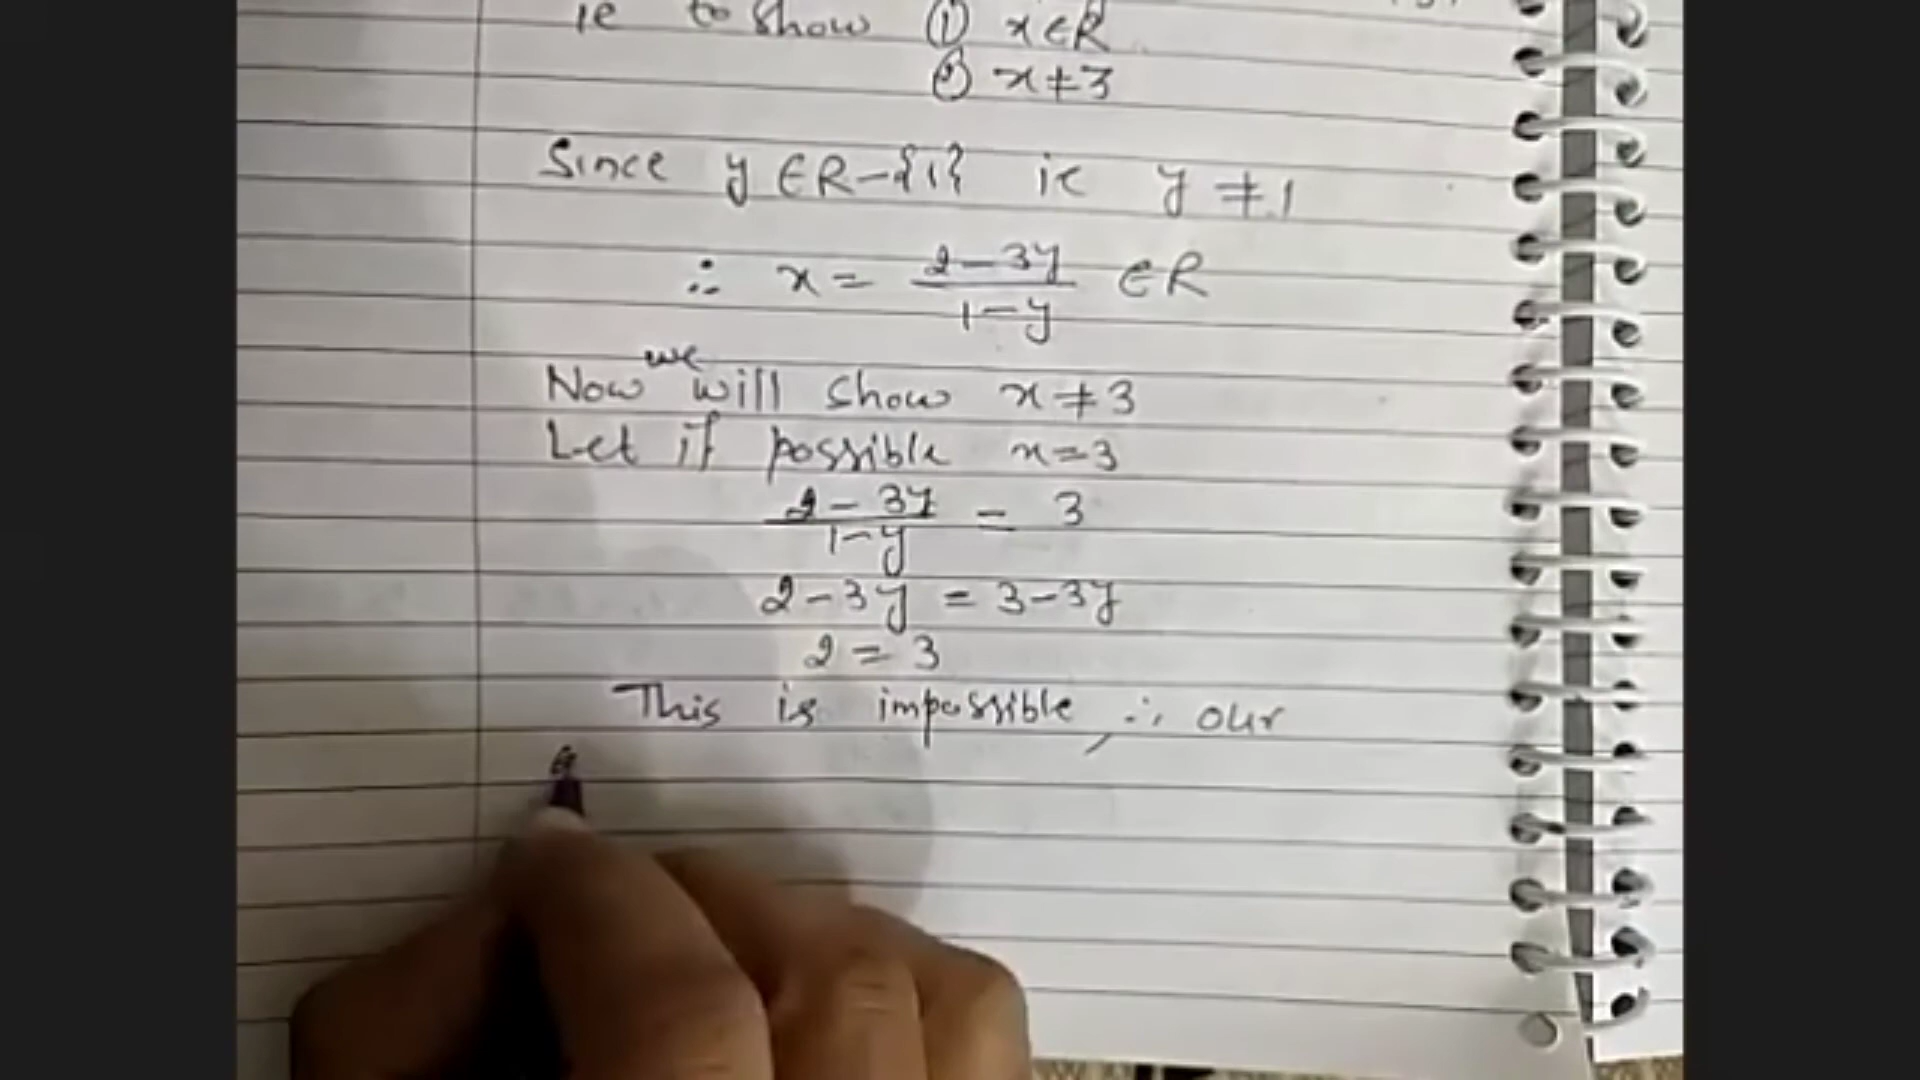 ie to show ① x∈R
② x≠3
Since y ∈R-{1} ie y ≠ 1
∴ x = (2-3y)/(1-y) ∈R
Now we will show x≠3
Let if possible x=3
(2-3y)/(1-y) = 3
2-3y = 3-3y
2 = 3
This is impossible, ∴ our